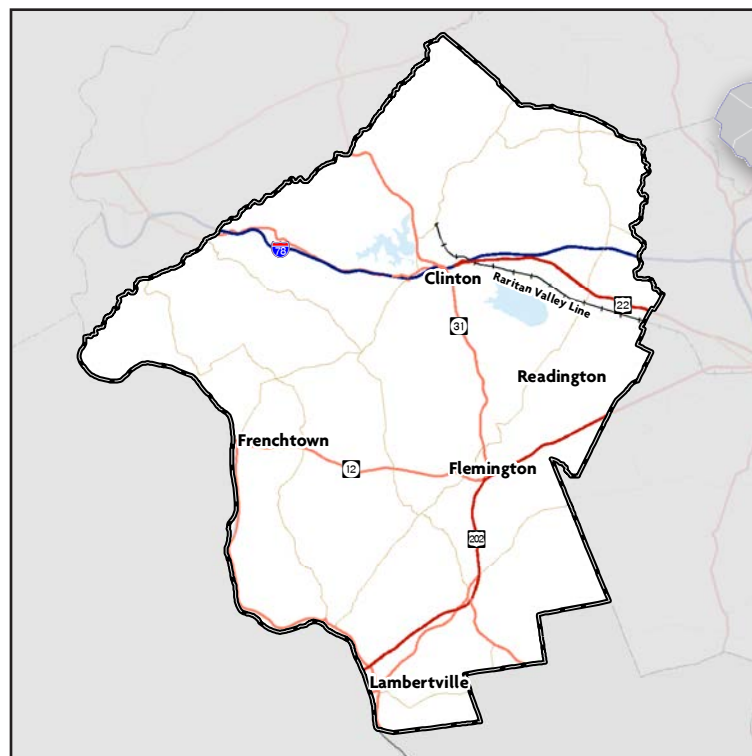 78
Clinton
Raritan Valley Line
22
31
Readington
Frenchtown
12
Flemington
202
Lambertville